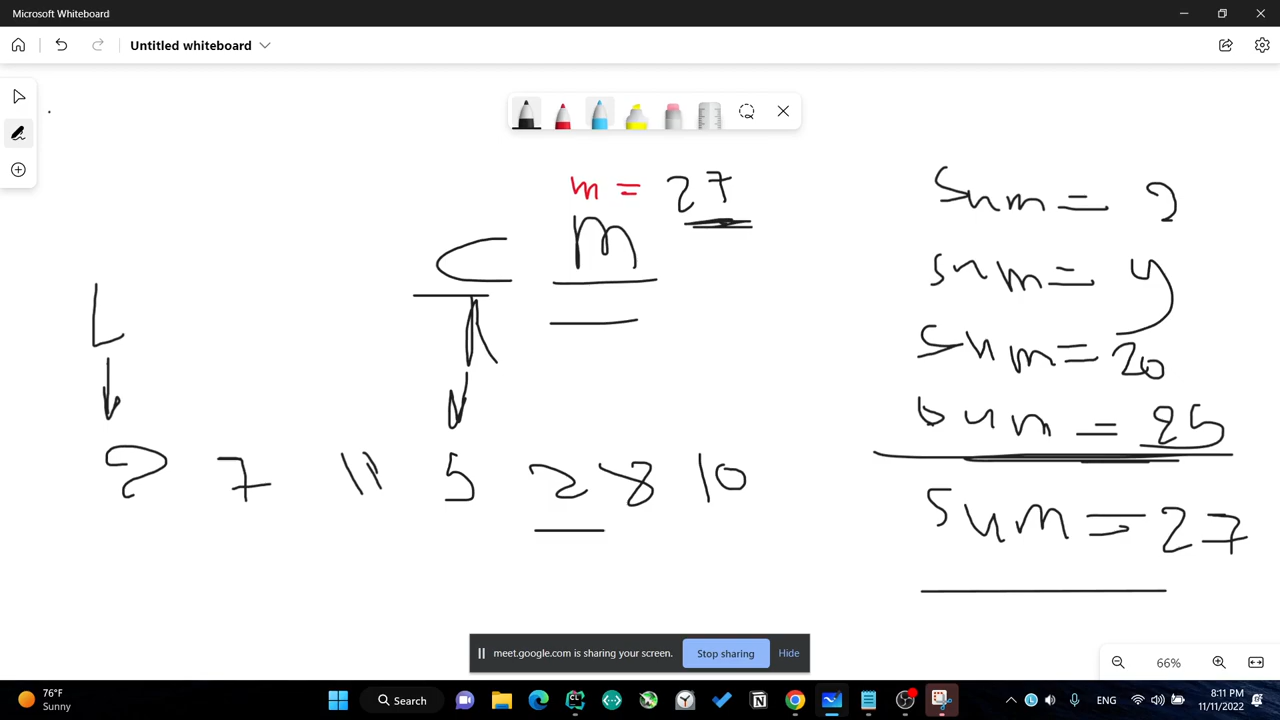 Microsoft Whiteboard
Untitled whiteboard
m = 27
m
L
2 7 11 5 2 8 10
sum = 2
sum = 9
sum = 20
sum = 25
sum = 27
meet.google.com is sharing your screen.
Stop sharing
Hide
66%
76°F
Sunny
Search
ENG
8:11 PM
11/11/2022